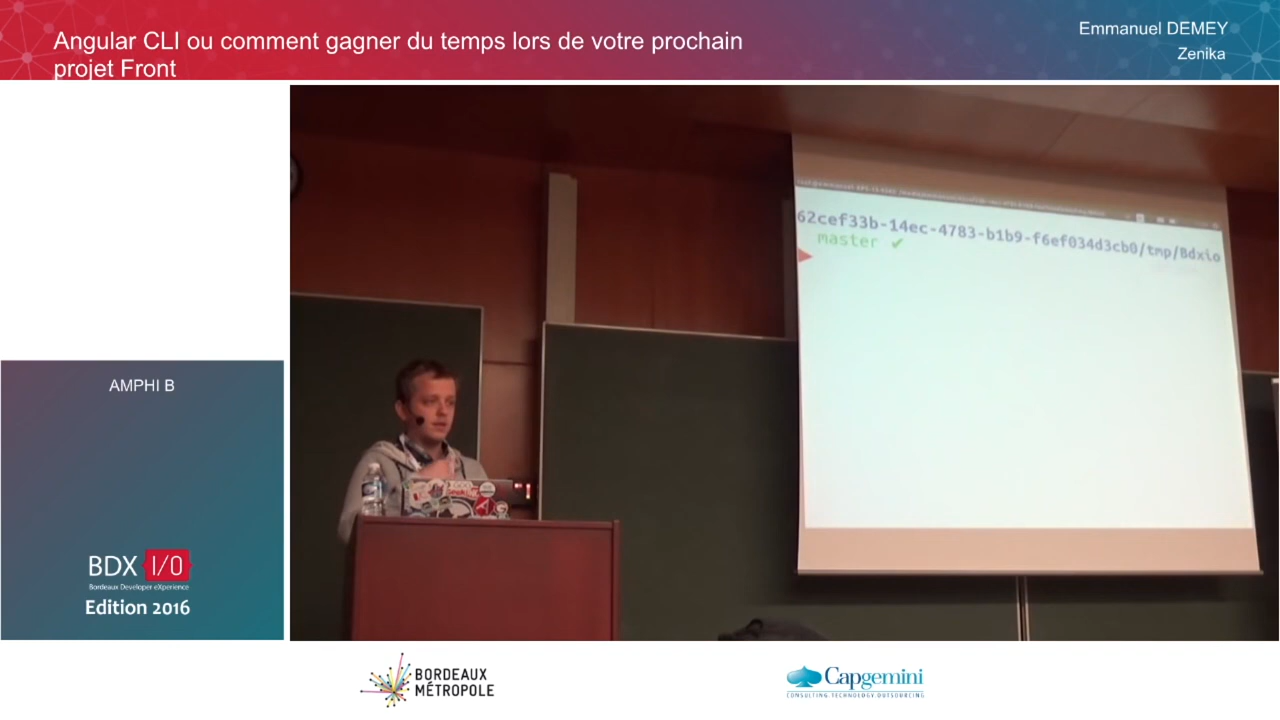 Angular CLI ou comment gagner du temps lors de votre prochain
projet Front
Emmanuel DEMEY
Zenika
62cef33b-14ec-4783-b1b9-f6ef034d3cb0/tmp/Bdxio
master ✔
AMPHI B
BDX I/O
Bordeaux Developer eXperience
Edition 2016
BORDEAUX
MÉTROPOLE
Capgemini
CONSULTING.TECHNOLOGY.OUTSOURCING